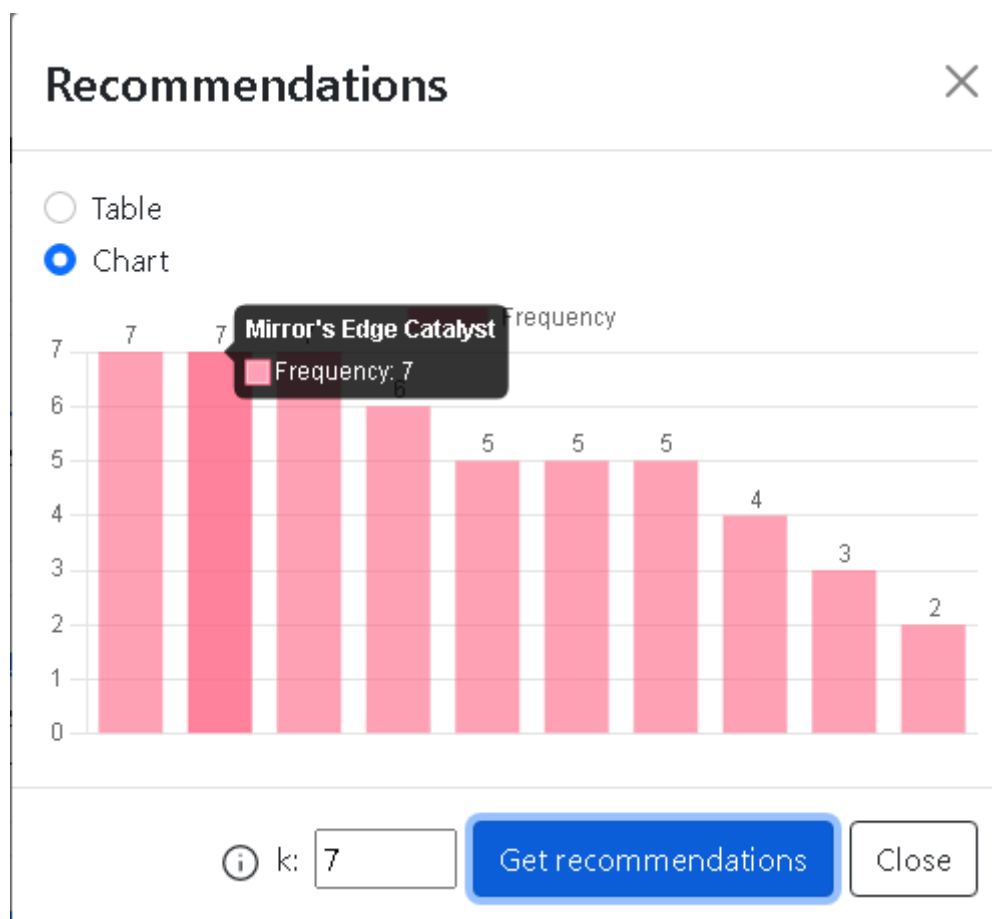 Recommendations
Table
Chart
Frequency
7 7 7
Mirror's Edge Catalyst
Frequency: 7
6
6
5 5 5 5
4 4
3 3
2 2
1
0
k: 7 Get recommendations Close